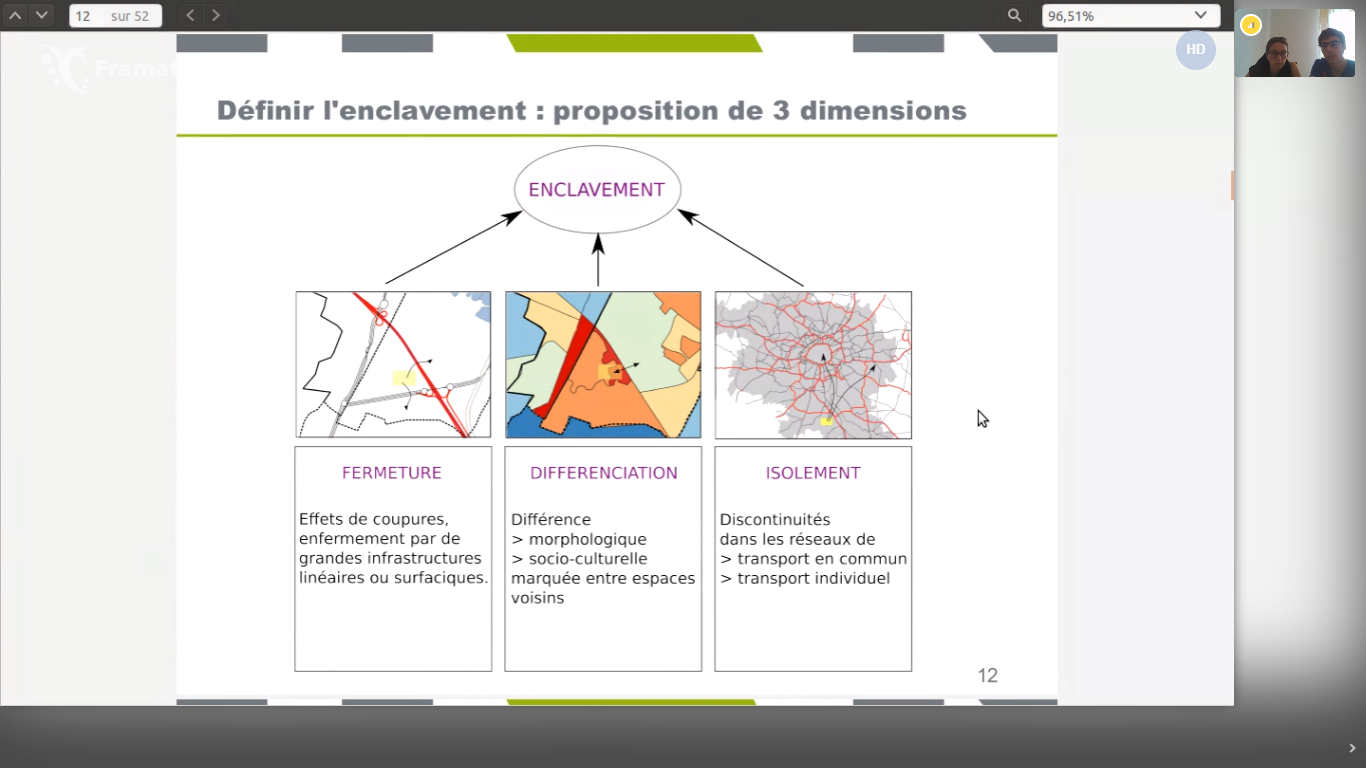 12 sur 52
96,51%
HD
Framat
Définir l'enclavement : proposition de 3 dimensions
ENCLAVEMENT
FERMETURE
Effets de coupures,
enfermement par de
grandes infrastructures
linéaires ou surfaciques.
DIFFERENCIATION
Différence
> morphologique
> socio-culturelle
marquée entre espaces
voisins
ISOLEMENT
Discontinuités
dans les réseaux de
> transport en commun
> transport individuel
12